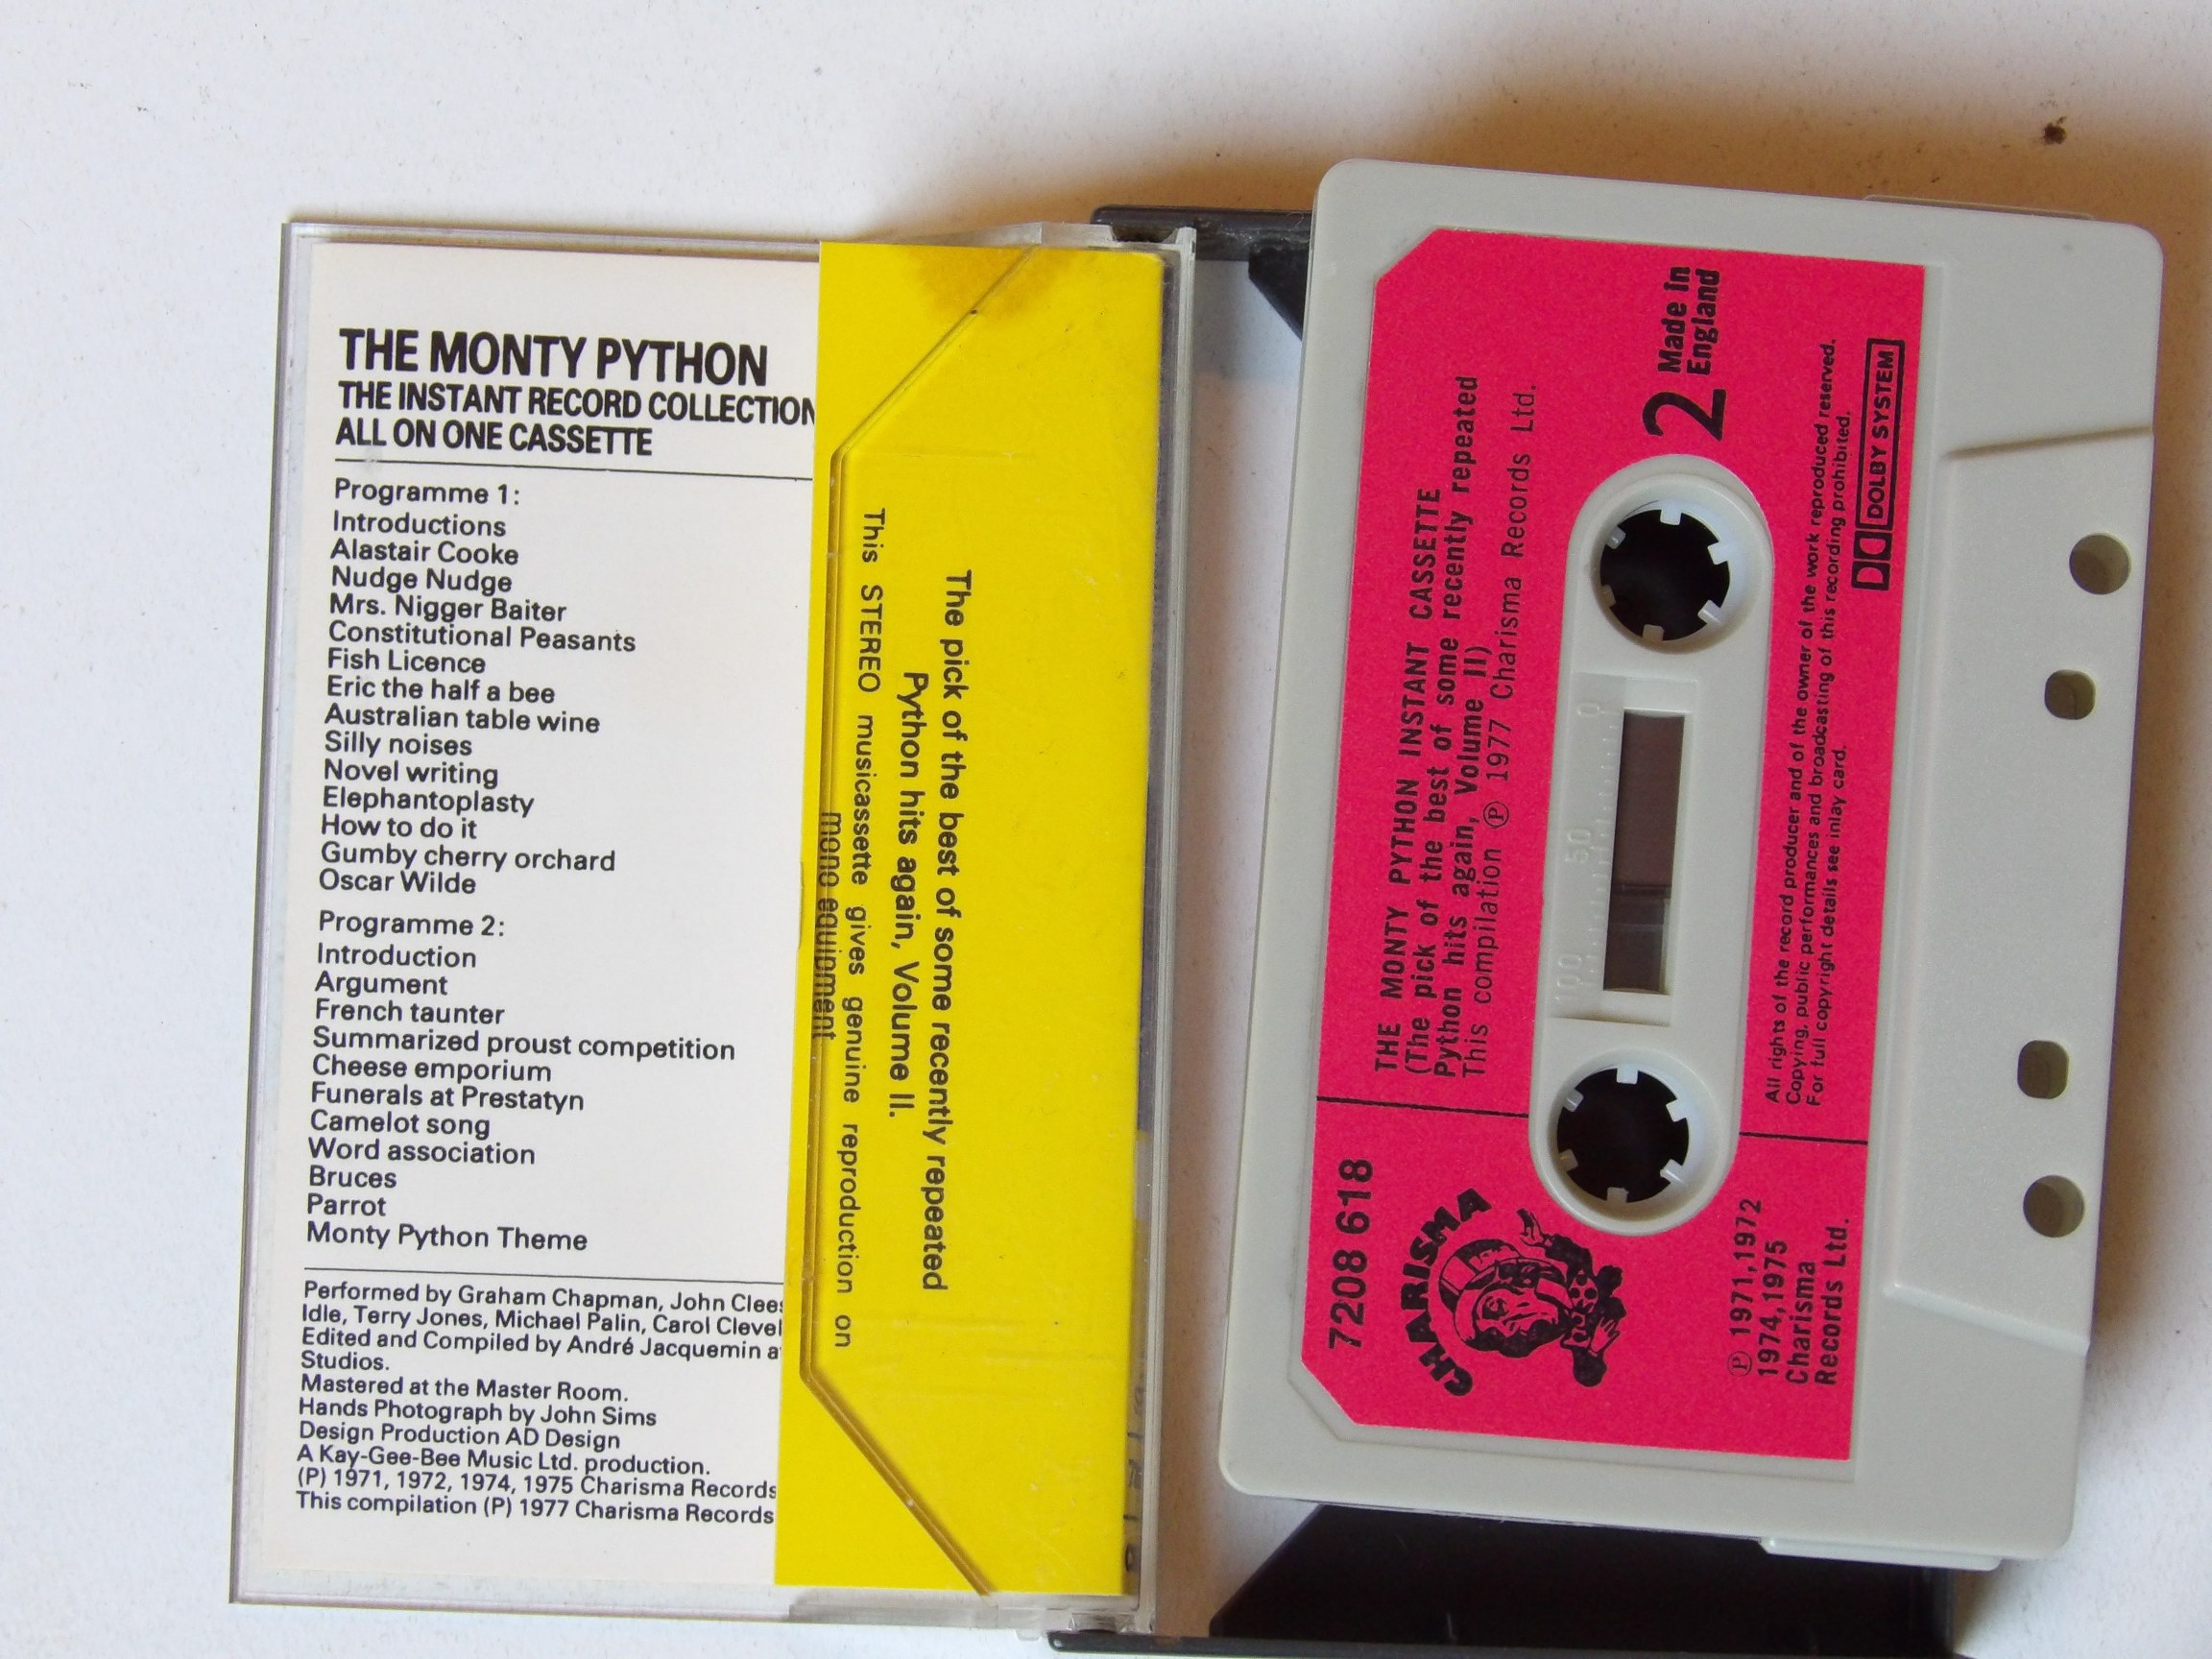 THE MONTY PYTHON
THE INSTANT RECORD COLLECTION
ALL ON ONE CASSETTE
Programme 1:
Introductions
Alastair Cooke
Nudge Nudge
Mrs. Nigger Baiter
Constitutional Peasants
Fish Licence
Eric the half a bee
Australian table wine
Silly noises
Novel writing
Elephantoplasty
How to do it
Gumby cherry orchard
Oscar Wilde
Programme 2:
Introduction
Argument
French taunter
Summarized proust competition
Cheese emporium
Funerals at Prestatyn
Camelot song
Word association
Bruces
Parrot
Monty Python Theme
Performed by Graham Chapman, John
Idle, Terry Jones, Michael Palin, Carol
Edited and Compiled by André Jacquemin
Studios.
Mastered at the Master Room.
Hands Photograph by John Sims
Design Production AD Design
A Kay-Gee-Bee Music Ltd. production.
(P) 1971, 1972, 1974, 1975 Charisma Records
This compilation (P) 1977 Charisma Records
The pick of the best of some recently repeated
Python hits again, Volume II.
This STEREO musicassette gives genuine reproduction on
mono equipment
THE MONTY PYTHON INSTANT CASSETTE
(The pick of the best of some recently repeated
Python hits again, Volume II)
This compilation Ⓟ 1977 Charisma Records Ltd.
7208 618
CHARISMA
2
Made in
England
100 50 0
Ⓟ 1971,1972
1974,1975
Charisma
Records Ltd.
All rights of the record producer and of the owner of the work reproduced reserved.
Copying, public performances and broadcasting of this recording prohibited.
For full copyright details see inlay card.
DOLBY SYSTEM